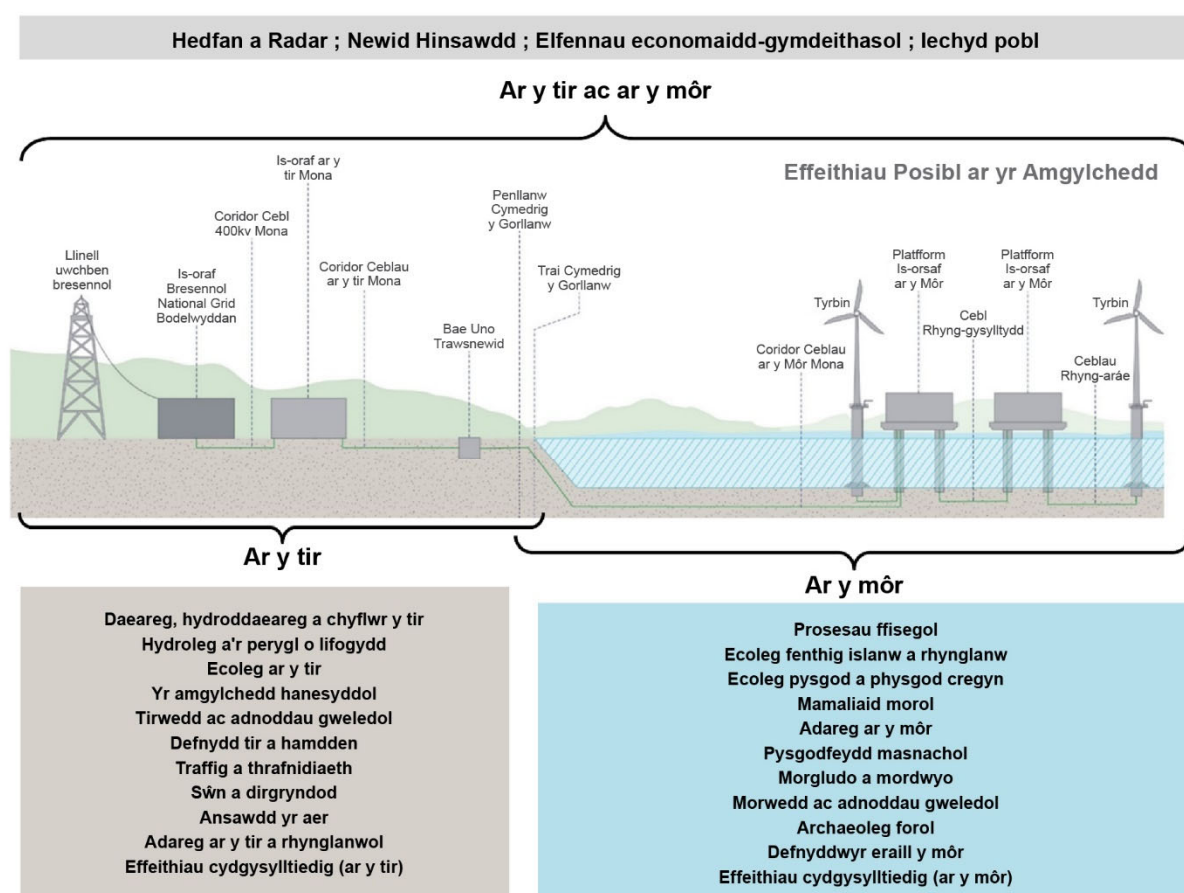 Hedfan a Radar ; Newid Hinsawdd ; Elfennau economaidd-gymdeithasol ; Iechyd pobl
Ar y tir ac ar y môr
Effeithiau Posibl ar yr Amgylchedd
Llinell
uwchben
bresennol
Is-oraf
Bresennol
National Grid
Bodelwyddan
Coridor Cebl
400kv Mona
Is-oraf ar y
tir Mona
Coridor Ceblau
ar y tir Mona
Bae Uno
Trawsnewid
Penllanw
Cymedrig
y Gorllanw
Trai Cymedrig
y Gorllanw
Coridor Ceblau
ar y Môr Mona
Tyrbin
Platfform
Is-orsaf
ar y Môr
Cebl
Rhyng-gysylltydd
Platfform
Is-orsaf
ar y Môr
Ceblau
Rhyng-aráe
Tyrbin
Ar y tir
Daeareg, hydroddaeareg a chyflwr y tir
Hydroleg a'r perygl o lifogydd
Ecoleg ar y tir
Yr amgylchedd hanesyddol
Tirwedd ac adnoddau gweledol
Defnydd tir a hamdden
Traffig a thrafnidiaeth
Sŵn a dirgryndod
Ansawdd yr aer
Adareg ar y tir a rhynglanwol
Effeithiau cydgysylltiedig (ar y tir)
Ar y môr
Prosesau ffisegol
Ecoleg fenthig islanw a rhynglanw
Ecoleg pysgod a physgod cregyn
Mamaliaid morol
Adareg ar y môr
Pysgodfeydd masnachol
Morgludo a mordwyo
Morwedd ac adnoddau gweledol
Archaeoleg forol
Defnyddwyr eraill y môr
Effeithiau cydgysylltiedig (ar y môr)